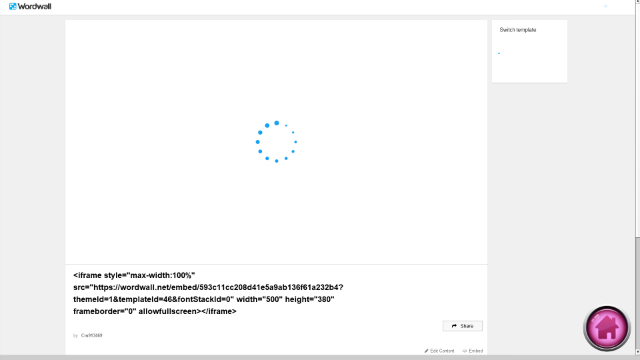 Wordwall
Switch template
<iframe style="max-width:100%"
src="https://wordwall.net/embed/593c11cc208d41e5a9ab136f61a232b4?
themeId=1&templateId=46&fontStackId=0" width="500" height="380"
frameborder="0" allowfullscreen></iframe>
Share
by
Edit Content
Embed